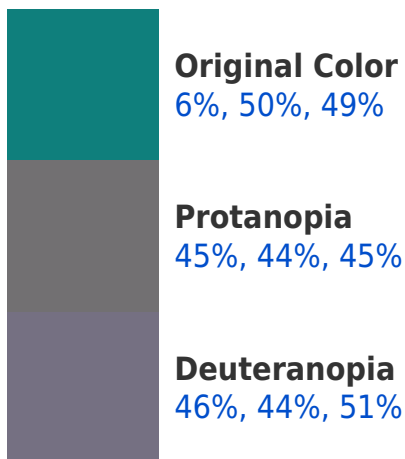 Original Color
6%, 50%, 49%
Protanopia
45%, 44%, 45%
Deuteranopia
46%, 44%, 51%